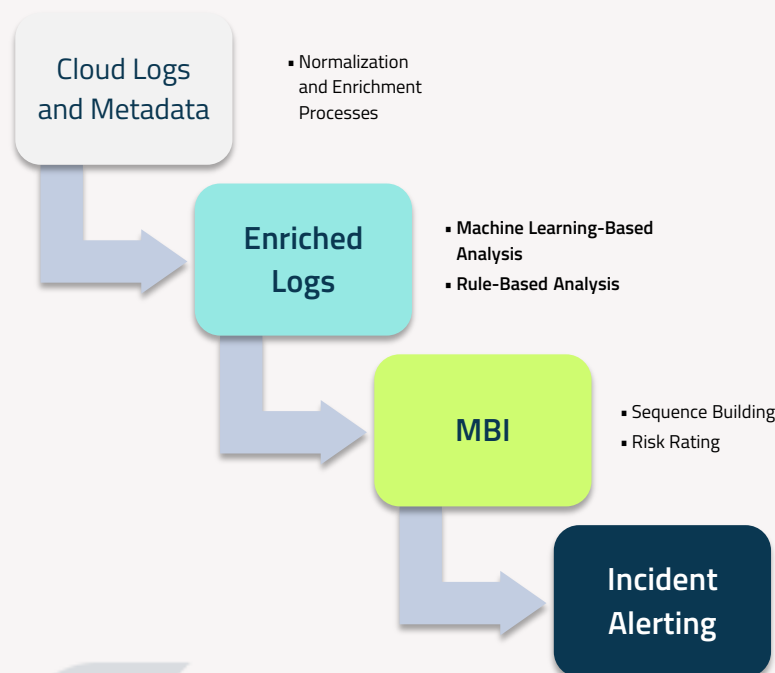 Cloud Logs
and Metadata
▪ Normalization
and Enrichment
Processes
Enriched
Logs
▪ Machine Learning-Based
Analysis
▪ Rule-Based Analysis
MBI
▪ Sequence Building
▪ Risk Rating
Incident
Alerting